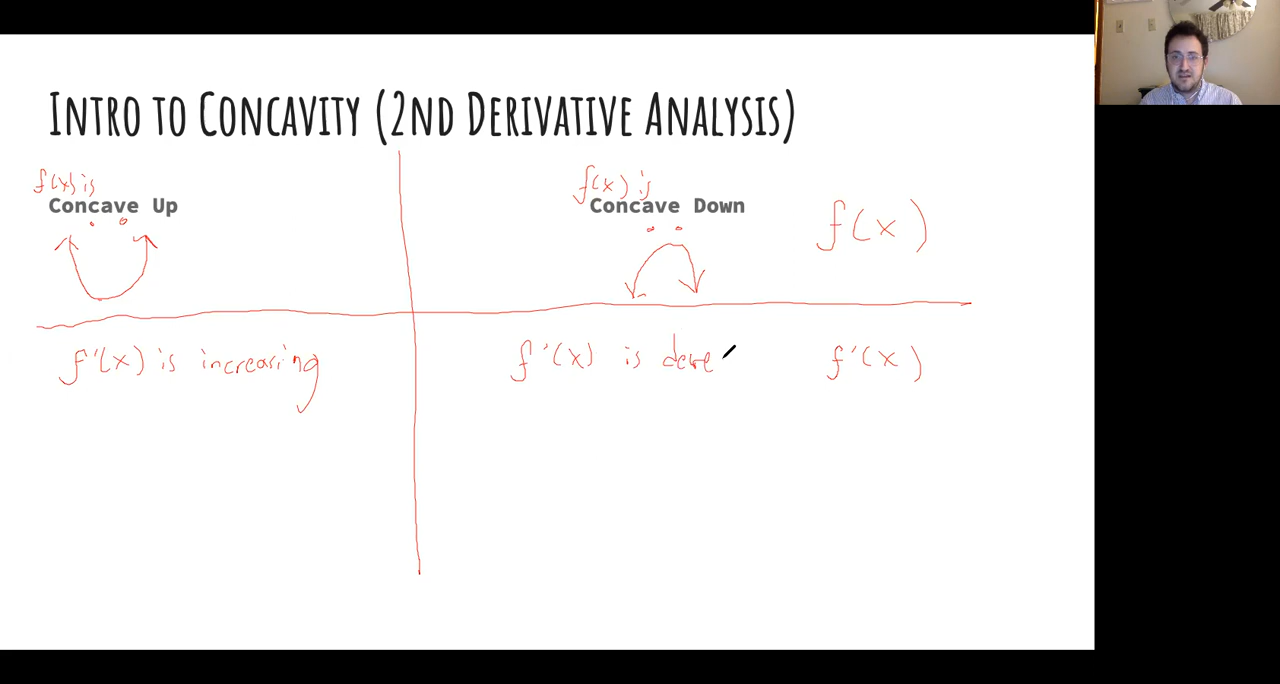 INTRO TO CONCAVITY (2ND DERIVATIVE ANALYSIS)
f(x) is
Concave Up
f(x) is
Concave Down
f(x)
f'(x) is increasing
f'(x) is decre
f'(x)